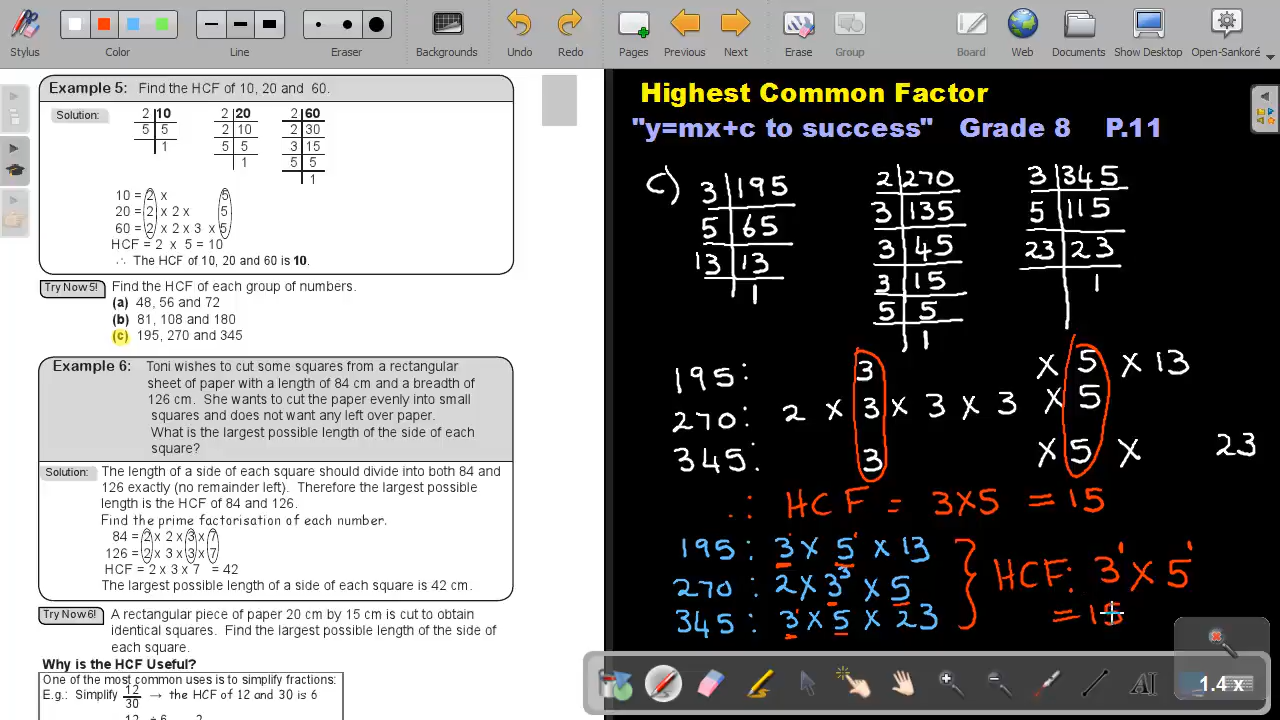 Stylus Color Line Eraser Backgrounds Undo Redo Pages Previous Next Erase Group Board Web Documents Show Desktop Open-Sankoré
Example 5: Find the HCF of 10, 20 and 60.
Solution: 2 10 2 20 2 60
5 5 2 10 2 30
1 5 5 3 15
1 5 5
1
10 = 2 x 5
20 = 2 x 2 x 5
60 = 2 x 2 x 3 x 5
HCF = 2 x 5 = 10
∴ The HCF of 10, 20 and 60 is 10.
Try Now 5! Find the HCF of each group of numbers.
(a) 48, 56 and 72
(b) 81, 108 and 180
(c) 195, 270 and 345
Example 6: Toni wishes to cut some squares from a rectangular
sheet of paper with a length of 84 cm and a breadth of
126 cm. She wants to cut the paper evenly into small
squares and does not want any left over paper.
What is the largest possible length of the side of each
square?
Solution: The length of a side of each square should divide into both 84 and
126 exactly (no remainder left). Therefore the largest possible
length is the HCF of 84 and 126.
Find the prime factorisation of each number.
84 = 2 x 2 x 3 x 7
126 = 2 x 3 x 3 x 7
HCF = 2 x 3 x 7 = 42
The largest possible length of a side of each square is 42 cm.
Try Now 6! A rectangular piece of paper 20 cm by 15 cm is cut to obtain
identical squares. Find the largest possible length of the side of
each square.
Why is the HCF Useful?
One of the most common uses is to simplify fractions:
E.g.: Simplify 12/30 → the HCF of 12 and 30 is 6
Highest Common Factor
"y=mx+c to success" Grade 8 P.11
c) 3 195 2 270 3 345
5 65 3 135 5 115
13 13 3 45 23 23
1 3 15 1
5 5
1
195: 3 x 5 x 13
270: 2 x 3 x 3 x 3 x 5
345: 3 x 5 x 23
∴ HCF = 3x5 = 15
195: 3¹ x 5¹ x 13
270: 2 x 3³ x 5
345: 3¹ x 5 x 23
HCF: 3¹ x 5¹
= 15
1.4 x